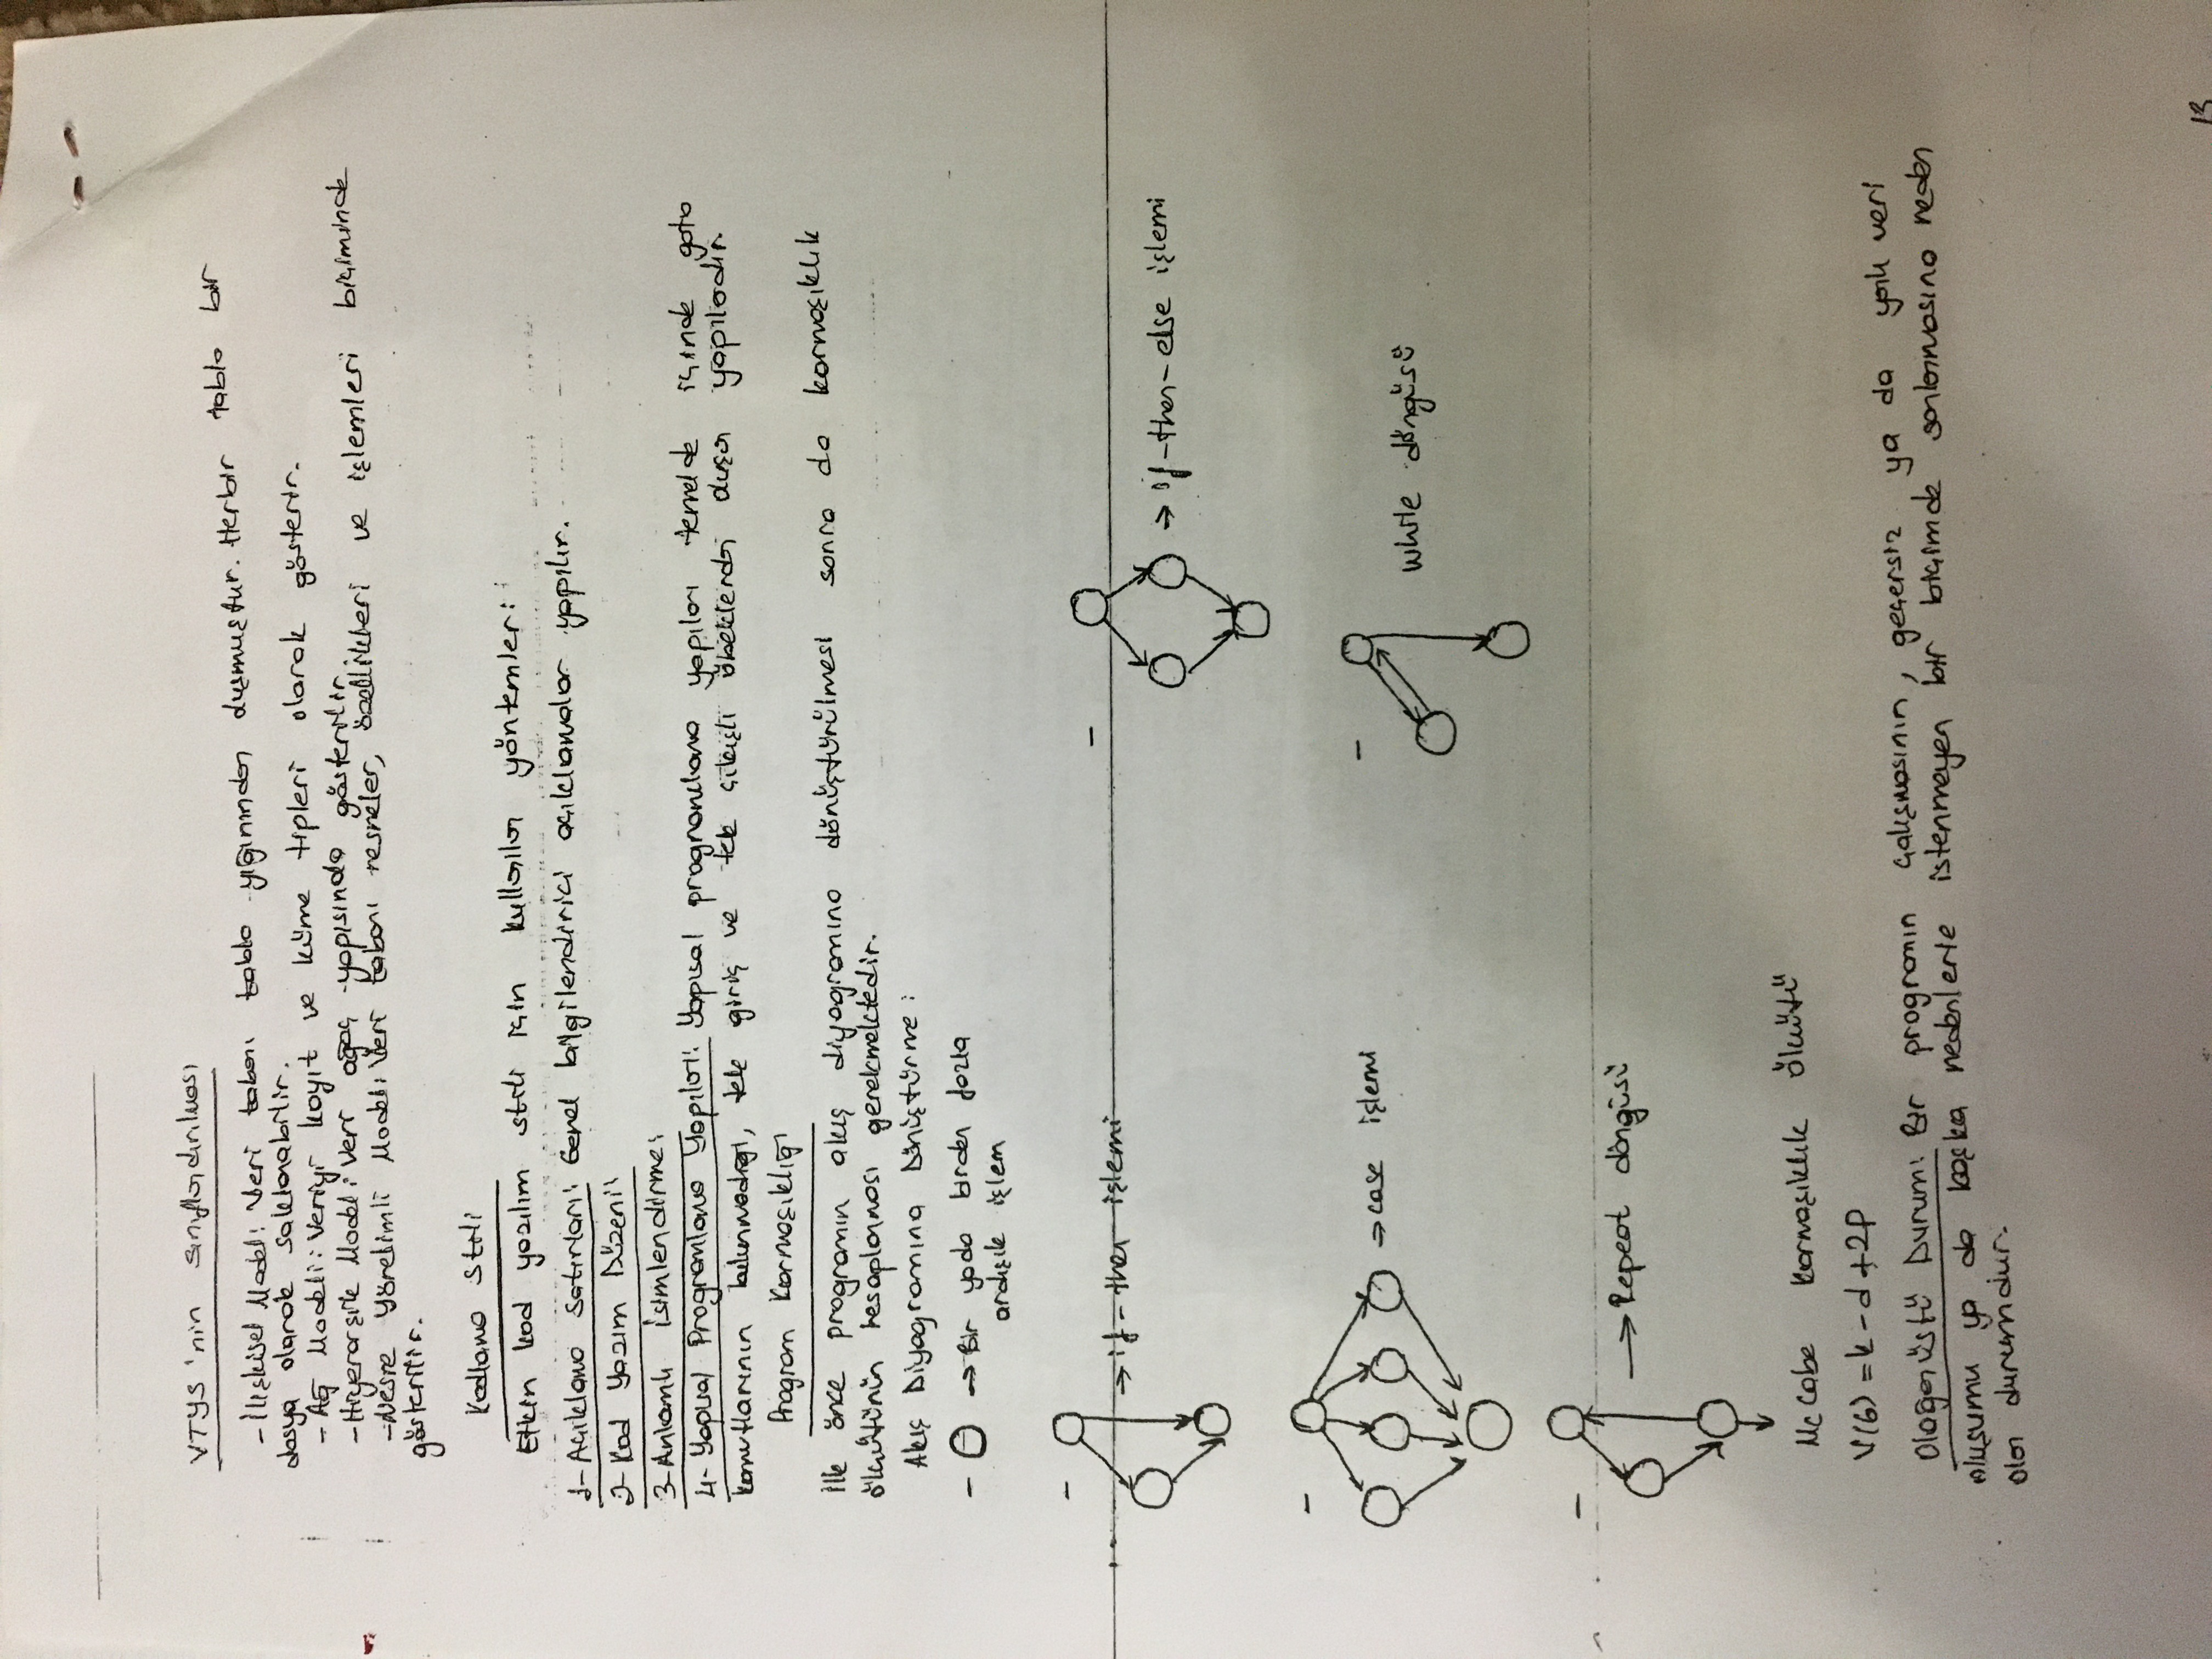 VTYS 'nin sınıflandırılması
- İlişkisel Model: Veri tabanı tablo yığınından oluşmuştur. Herbir tablo bir
dosya olarak saklanabilir.
- Ağ Modeli: Veriyi kayıt ve küme tipleri olarak gösterir.
- Hiyerarşik Model: Veri ağaç yapısında gösterilir.
- Nesne Yönelimli Model: Veri tabanı nesneler, özellikleri ve işlemleri biçiminde
gösterilir.
Kodlama Stili
Etkin kod yazılım stili için kullanılan yöntemler:
1- Açıklama Satırları: Genel bilgilendirici açıklamalar yapılır.
2- Kod Yazım Düzeni:
3- Anlamlı İsimlendirme:
4- Yapısal Programlama Yapıları: Yapısal programlama yapıları temelde içinde goto
komutlarının bulunmadığı, tek giriş ve tek çıkışlı öbeklerden oluşan yapılardır.
Program Karmaşıklığı
İlk önce programın akış diyagramına dönüştürülmesi sonra da karmaşıklık
ölçütünün hesaplanması gerekmektedir.
Akış Diyagramına Dönüştürme:
- → Bir yada birden fazla
ardışık işlem
- → if-then işlemi
- → if-then-else işlemi
- → case işlemi
- While döngüsü
- → Repeat döngüsü
McCabe Karmaşıklık Ölçütü
V(G) = k - d + 2p
Olağanüstü Durum: Bir programın çalışmasının, geçersiz ya da yanlı veri
oluşumu ya da başka nedenlerle istenmeyen bir biçimde sonlanmasına neden
olan durumdur.
13